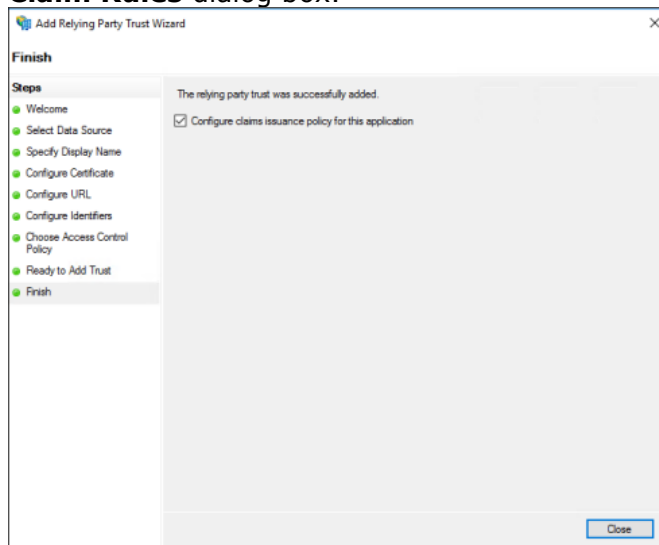 Claim Rules dialog box.
Add Relying Party Trust Wizard
Finish
Steps
Welcome
Select Data Source
Specify Display Name
Configure Certificate
Configure URL
Configure Identifiers
Choose Access Control
Policy
Ready to Add Trust
Finish
The relying party trust was successfully added.
Configure claims issuance policy for this application
Close